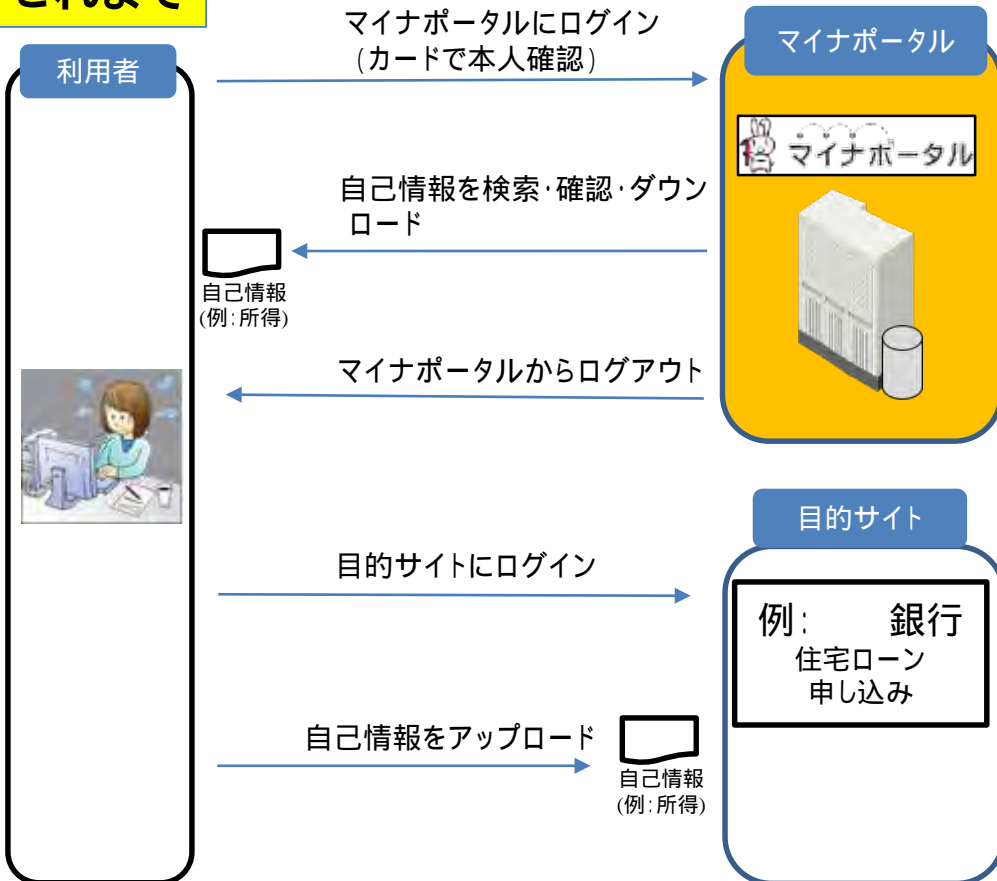 これまで
利用者
マイナポータルにログイン
(カードで本人確認)
マイナポータル
マイナポータル
自己情報を検索・確認・ダウン
ロード
自己情報
(例:所得)
マイナポータルからログアウト
目的サイト
目的サイトにログイン
例:　　銀行
住宅ローン
申し込み
自己情報をアップロード
自己情報
(例:所得)